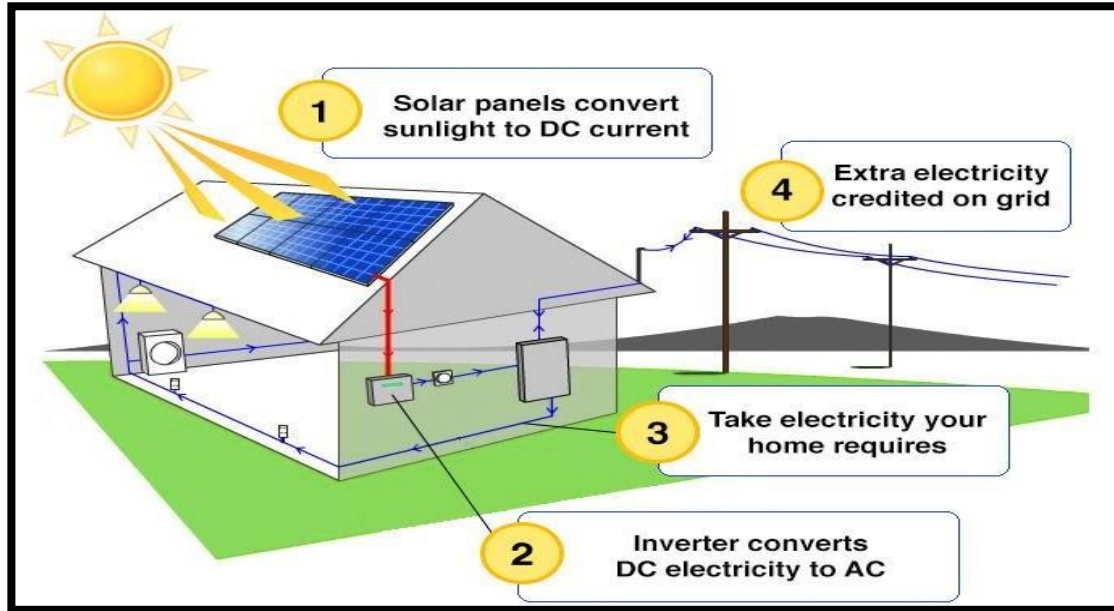 1
Solar panels convert
sunlight to DC current
4
Extra electricity
credited on grid
3
Take electricity your
home requires
2
Inverter converts
DC electricity to AC